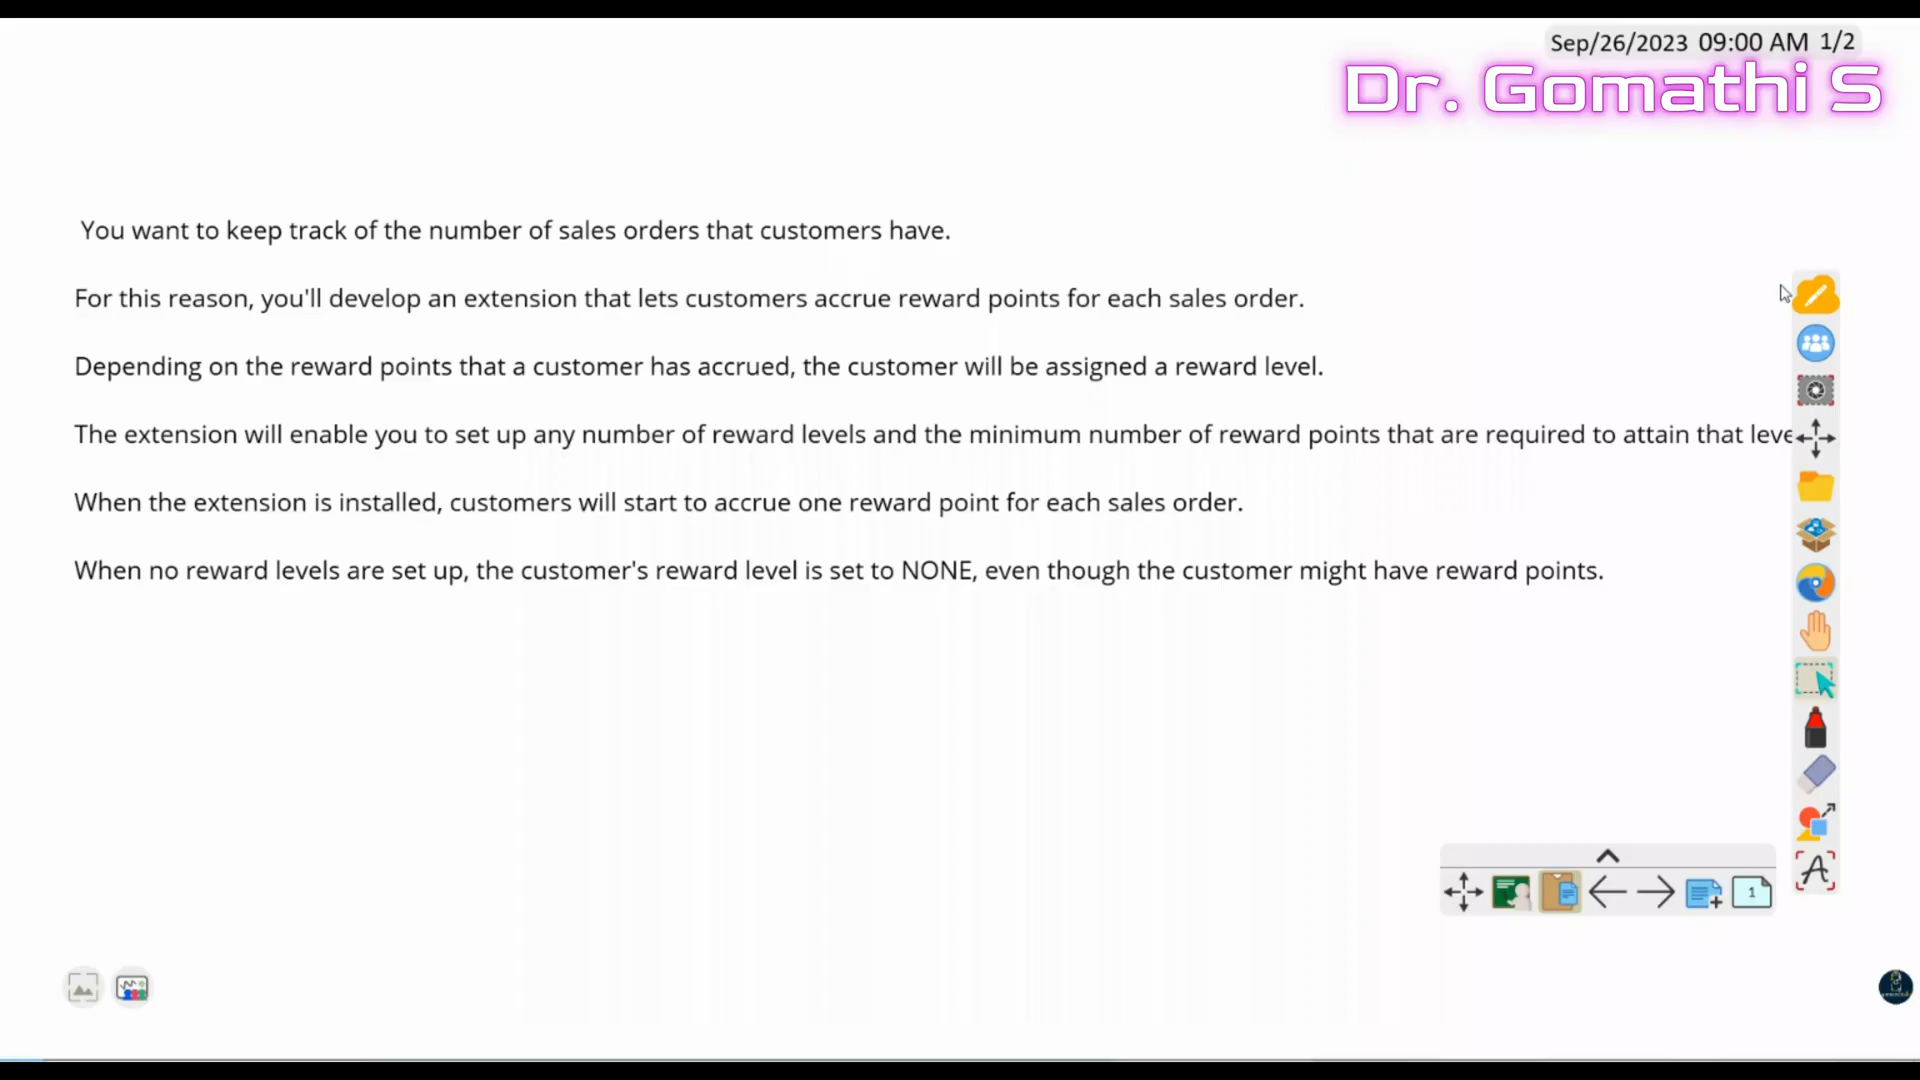 Sep/26/2023 09:00 AM 1/2
Dr. Gomathi S
You want to keep track of the number of sales orders that customers have.
For this reason, you'll develop an extension that lets customers accrue reward points for each sales order.
Depending on the reward points that a customer has accrued, the customer will be assigned a reward level.
The extension will enable you to set up any number of reward levels and the minimum number of reward points that are required to attain that leve
When the extension is installed, customers will start to accrue one reward point for each sales order.
When no reward levels are set up, the customer's reward level is set to NONE, even though the customer might have reward points.
A
1